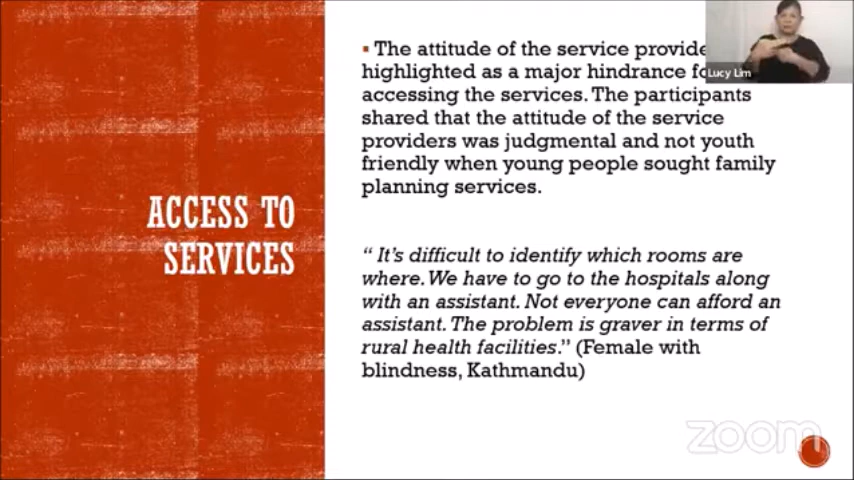 ▪ The attitude of the service provide
highlighted as a major hindrance fo
accessing the services. The participants
shared that the attitude of the service
providers was judgmental and not youth
friendly when young people sought family
planning services.
ACCESS TO
SERVICES
“ It’s difficult to identify which rooms are
where. We have to go to the hospitals along
with an assistant. Not everyone can afford an
assistant. The problem is graver in terms of
rural health facilities.” (Female with
blindness, Kathmandu)
Lucy Lim
zoom